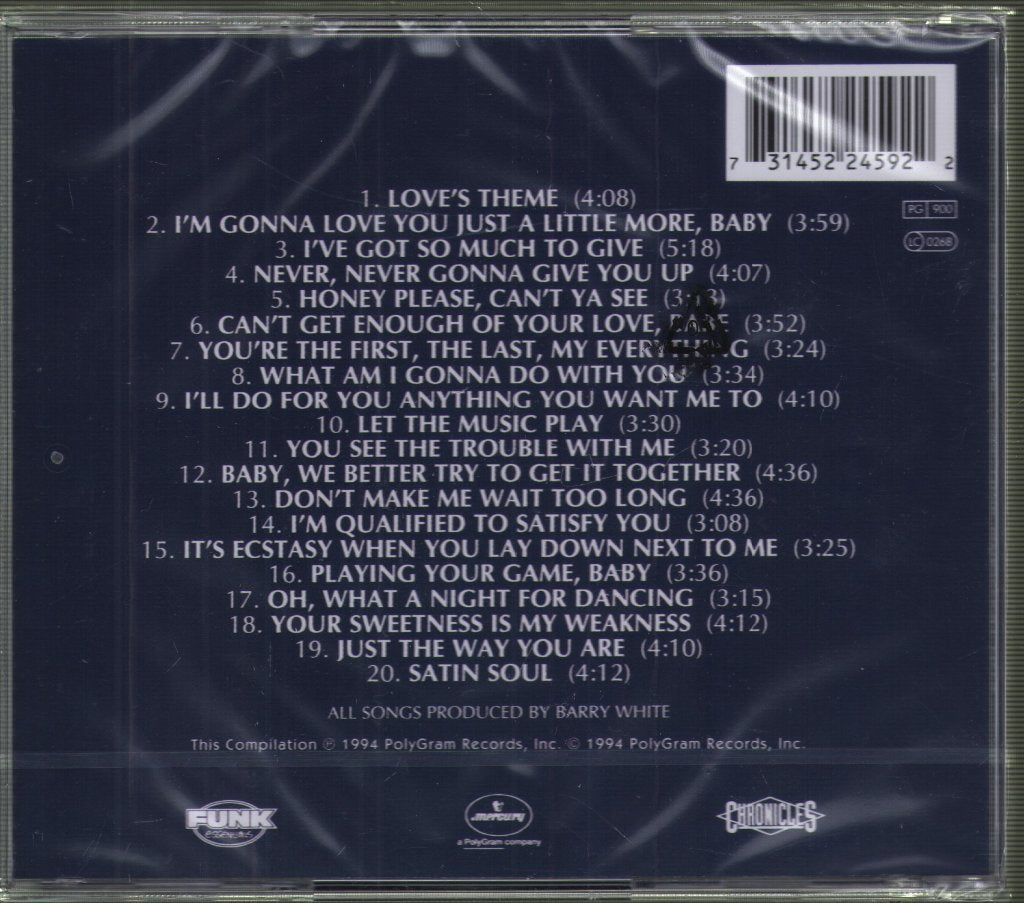 7 31452 24592 2
PG 900
LC 0268
1. LOVE'S THEME (4:08)
2. I'M GONNA LOVE YOU JUST A LITTLE MORE, BABY (3:59)
3. I'VE GOT SO MUCH TO GIVE (5:18)
4. NEVER, NEVER GONNA GIVE YOU UP (4:07)
5. HONEY PLEASE, CAN'T YA SEE
6. CAN'T GET ENOUGH OF YOUR LOVE, BABE (3:52)
7. YOU'RE THE FIRST, THE LAST, MY EVERYTHING (3:24)
8. WHAT AM I GONNA DO WITH YOU (3:34)
9. I'LL DO FOR YOU ANYTHING YOU WANT ME TO (4:10)
10. LET THE MUSIC PLAY (3:30)
11. YOU SEE THE TROUBLE WITH ME (3:20)
12. BABY, WE BETTER TRY TO GET IT TOGETHER (4:36)
13. DON'T MAKE ME WAIT TOO LONG (4:36)
14. I'M QUALIFIED TO SATISFY YOU (3:08)
15. IT'S ECSTASY WHEN YOU LAY DOWN NEXT TO ME (3:25)
16. PLAYING YOUR GAME, BABY (3:36)
17. OH, WHAT A NIGHT FOR DANCING (3:15)
18. YOUR SWEETNESS IS MY WEAKNESS (4:12)
19. JUST THE WAY YOU ARE (4:10)
20. SATIN SOUL (4:12)
ALL SONGS PRODUCED BY BARRY WHITE
This Compilation ℗ 1994 PolyGram Records, Inc. © 1994 PolyGram Records, Inc.
FUNK
ESSENTIALS
mercury
a PolyGram company
CHRONICLES